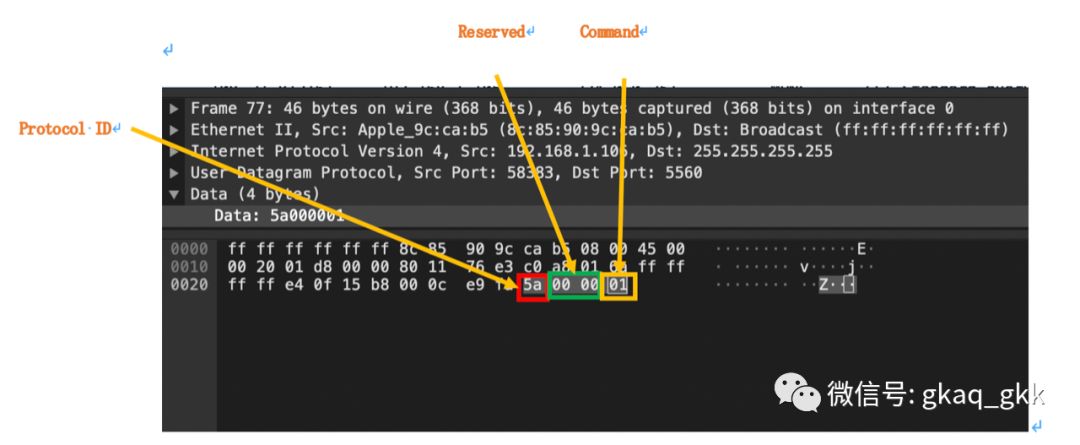 Reserved Command
Protocol ID
Frame 77: 46 bytes on wire (368 bits), 46 bytes captured (368 bits) on interface 0
Ethernet II, Src: Apple_9c:ca:b5 (8c:85:90:9c:ca:b5), Dst: Broadcast (ff:ff:ff:ff:ff:ff)
Internet Protocol Version 4, Src: 192.168.1.106, Dst: 255.255.255.255
User Datagram Protocol, Src Port: 58383, Dst Port: 5560
Data (4 bytes)
Data: 5a000001
0000 ff ff ff ff ff ff 8c 85 90 9c ca b5 08 00 45 00 ········ ······E·
0010 00 20 01 d8 00 00 80 11 76 e3 c0 a8 01 6a ff ff · ······ v····j··
0020 ff ff e4 0f 15 b8 00 0c e9 5a 00 00 01 ········ ··Z···
微信号: gkaq_gkk